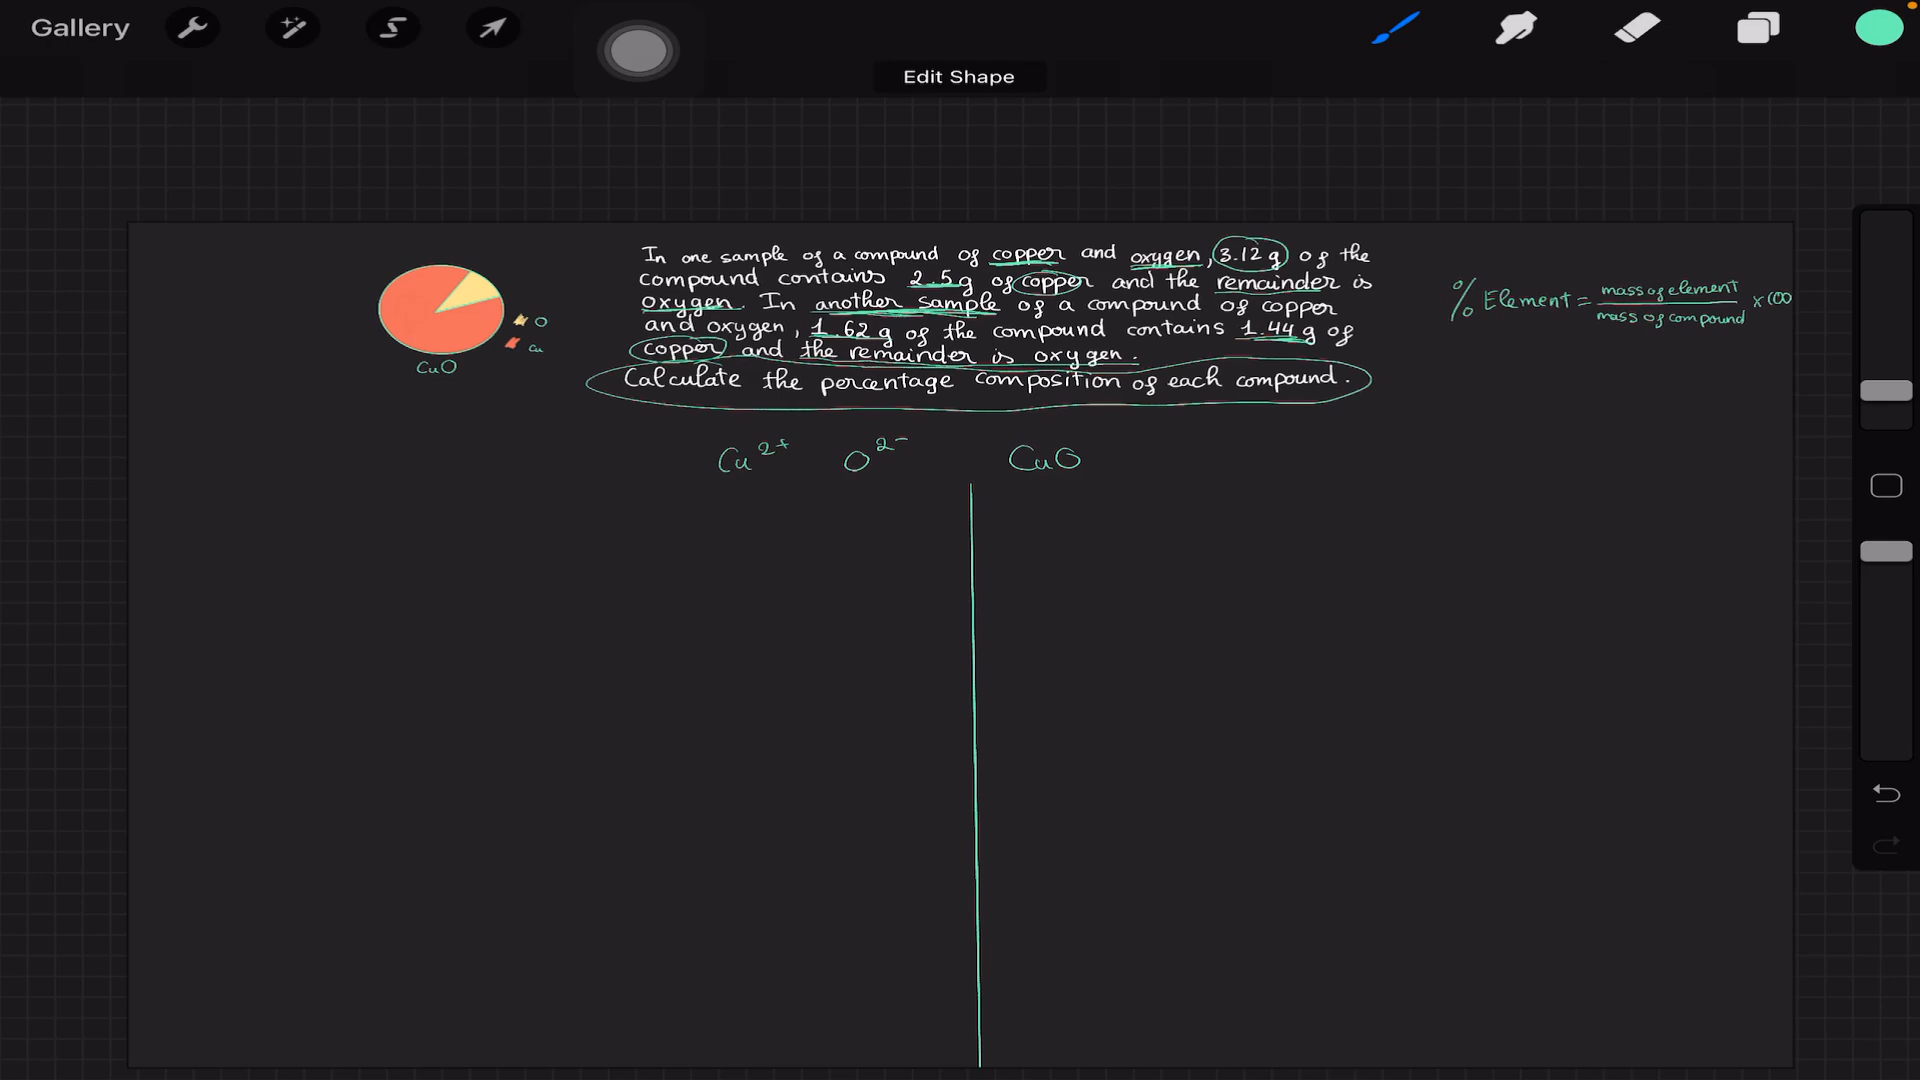 Gallery
Edit Shape
In one sample of a compound of copper and oxygen, 3.12 g of the
compound contains 2.5g of copper and the remainder is
oxygen. In another sample of a compound of copper
and oxygen, 1.62 g of the compound contains 1.44g of
copper and the remainder is oxygen.
Calculate the percentage composition of each compound.
O
Cu
CuO
% Element = mass of element / mass of compound x 100
Cu²⁺ O²⁻ CuO